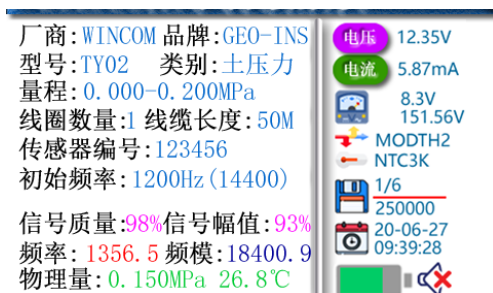 厂商:WINCOM 品牌:GEO-INS
型号:TY02 类别:土压力
量程:0.000-0.200MPa
线圈数量:1 线缆长度:50M
传感器编号:123456
初始频率:1200Hz(14400)
信号质量:98%信号幅值:93%
频率:1356.5 频模:18400.9
物理量:0.150MPa 26.8℃
电压 12.35V
电流 5.87mA
8.3V
151.56V
MODTH2
NTC3K
1/6
250000
20-06-27
09:39:28